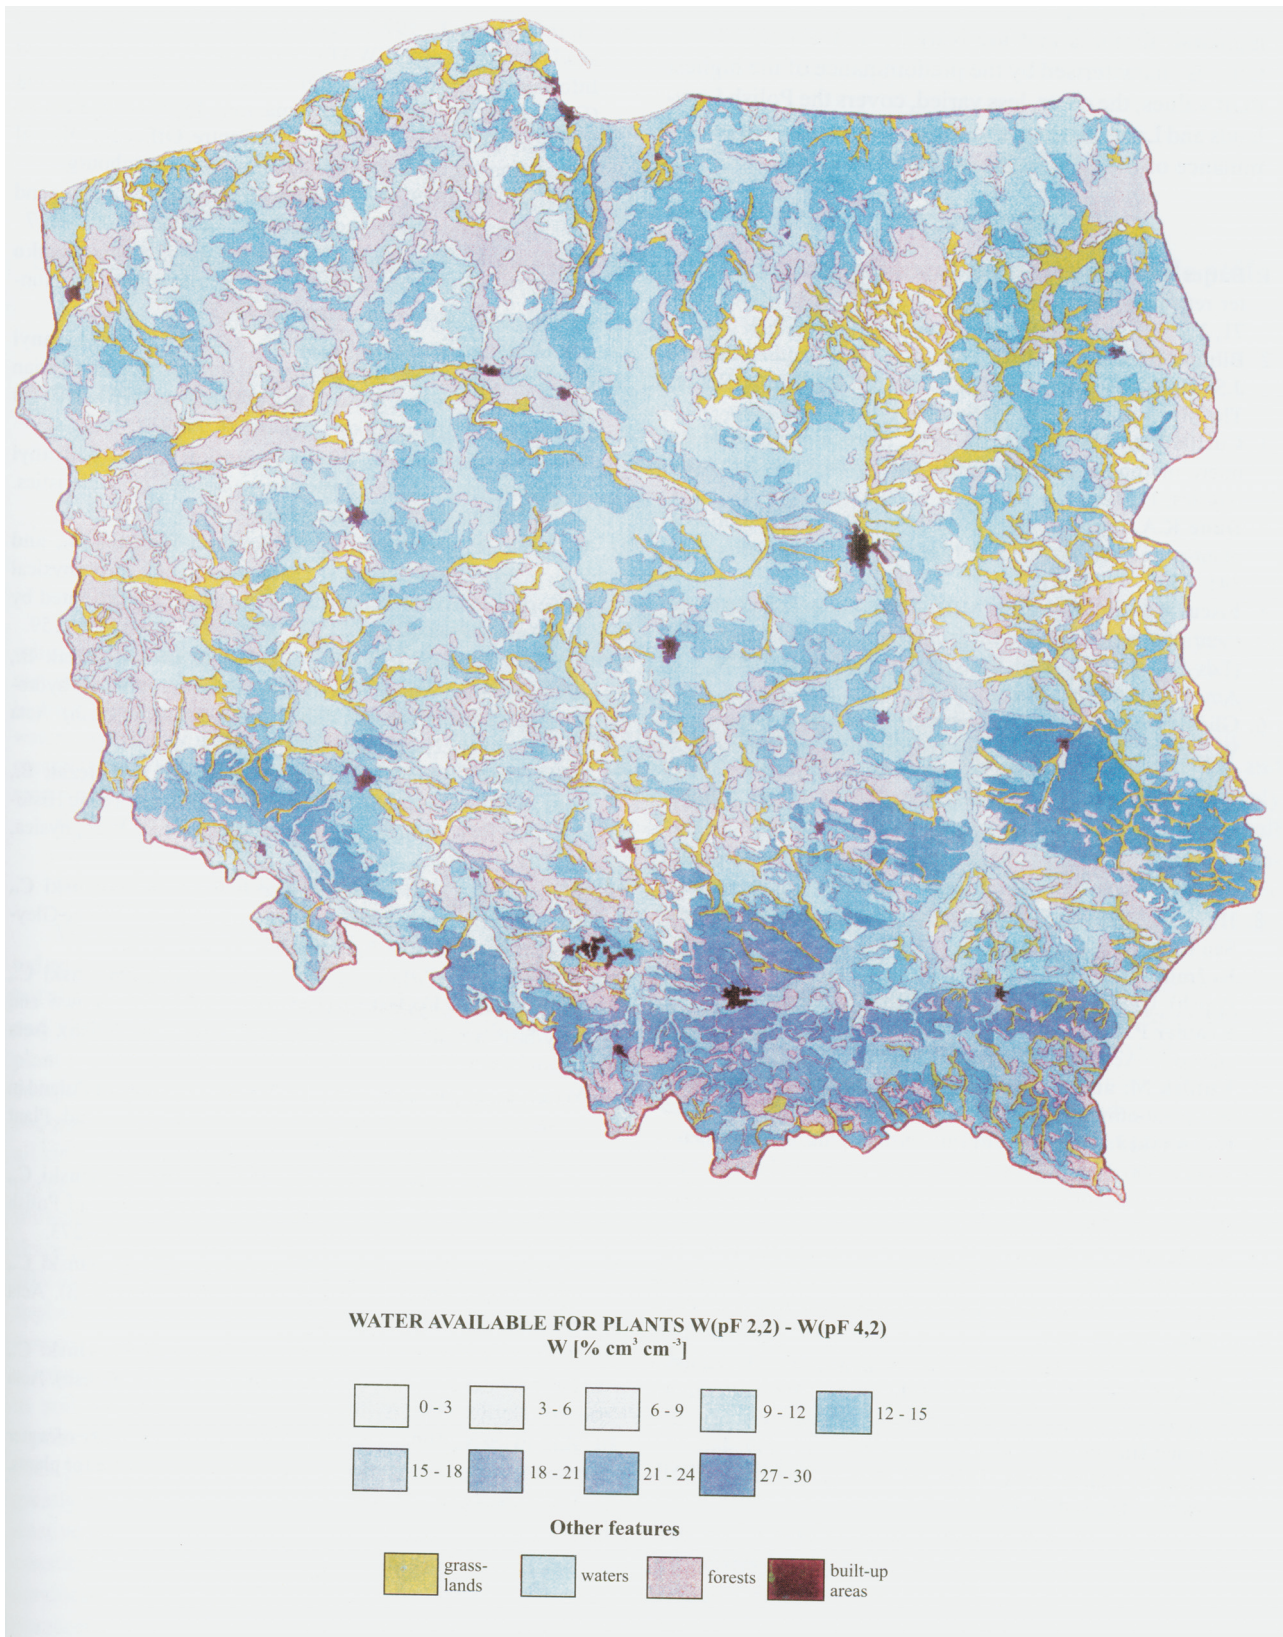 WATER AVAILABLE FOR PLANTS W(pF 2,2) - W(pF 4,2)
W [% cm³ cm⁻³]
0 - 3 3 - 6 6 - 9 9 - 12 12 - 15
15 - 18 18 - 21 21 - 24 27 - 30
Other features
grass-
lands
waters
forests
built-up
areas